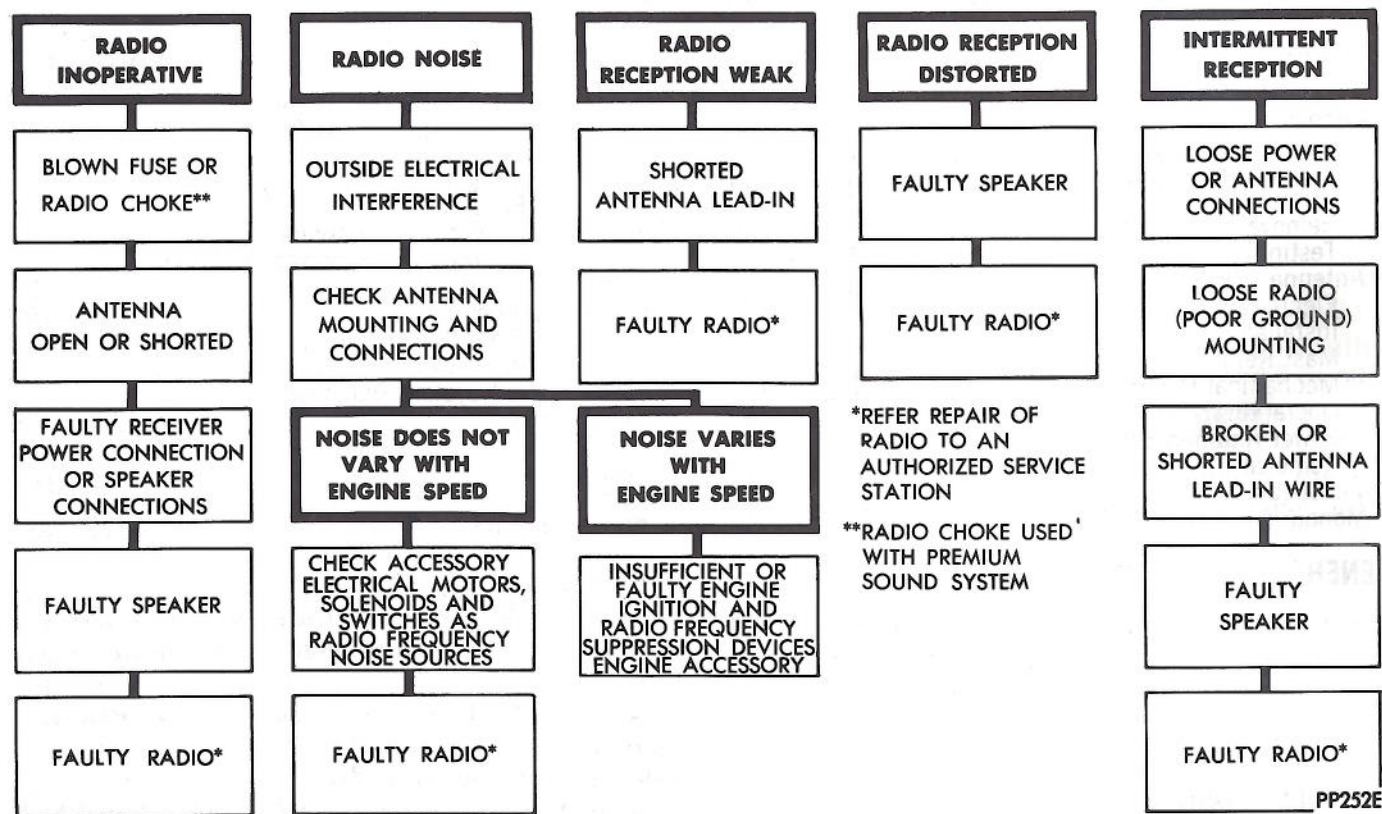 RADIO
INOPERATIVE
BLOWN FUSE OR
RADIO CHOKE**
ANTENNA
OPEN OR SHORTED
FAULTY RECEIVER
POWER CONNECTION
OR SPEAKER
CONNECTIONS
FAULTY SPEAKER
FAULTY RADIO*
RADIO NOISE
OUTSIDE ELECTRICAL
INTERFERENCE
CHECK ANTENNA
MOUNTING AND
CONNECTIONS
NOISE DOES NOT
VARY WITH
ENGINE SPEED
CHECK ACCESSORY
ELECTRICAL MOTORS,
SOLENOIDS AND
SWITCHES AS
RADIO FREQUENCY
NOISE SOURCES
FAULTY RADIO*
NOISE VARIES
WITH
ENGINE SPEED
INSUFFICIENT OR
FAULTY ENGINE
IGNITION AND
RADIO FREQUENCY
SUPPRESSION DEVICES
ENGINE ACCESSORY
RADIO
RECEPTION WEAK
SHORTED
ANTENNA LEAD-IN
FAULTY RADIO*
RADIO RECEPTION
DISTORTED
FAULTY SPEAKER
FAULTY RADIO*
*REFER REPAIR OF
RADIO TO AN
AUTHORIZED SERVICE
STATION
**RADIO CHOKE USED
WITH PREMIUM
SOUND SYSTEM
INTERMITTENT
RECEPTION
LOOSE POWER
OR ANTENNA
CONNECTIONS
LOOSE RADIO
(POOR GROUND)
MOUNTING
BROKEN OR
SHORTED ANTENNA
LEAD-IN WIRE
FAULTY
SPEAKER
FAULTY RADIO*
PP252E